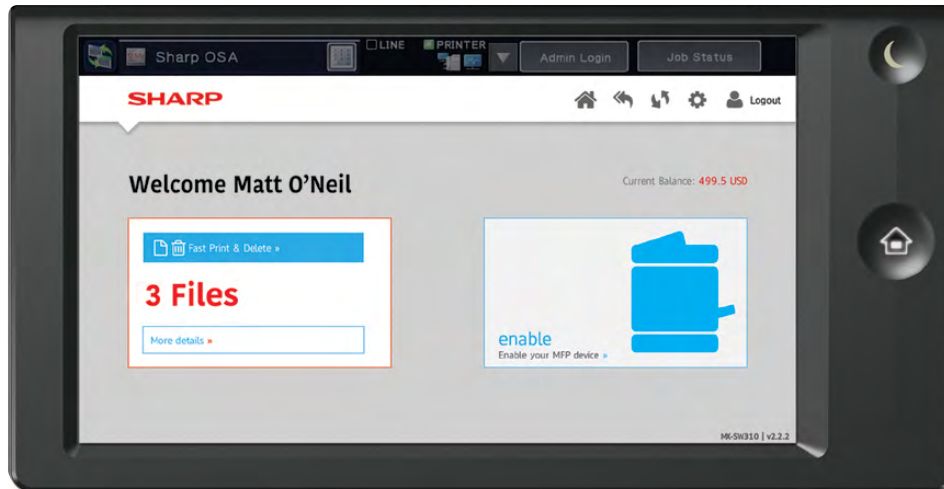 Sharp OSA
LINE
PRINTER
Admin Login
Job Status
SHARP
Logout
Welcome Matt O'Neil
Current Balance: 499.5 USD
Fast Print & Delete »
3 Files
More details »
enable
Enable your MFP device »
MX-SW310 | v2.2.2